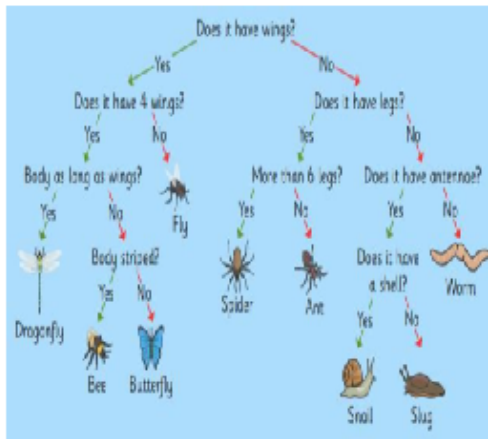 Does it have wings?
Yes
No
Does it have 4 wings?
Does it have legs?
Yes
No
Yes
No
Body as long as wings?
More than 6 legs?
Does it have antennae?
Fly
Yes
No
Yes
No
Yes
No
Body striped?
Does it have
a shell?
Dragonfly
Yes
No
Spider
Ant
Worm
Yes
No
Bee
Butterfly
Snail
Slug